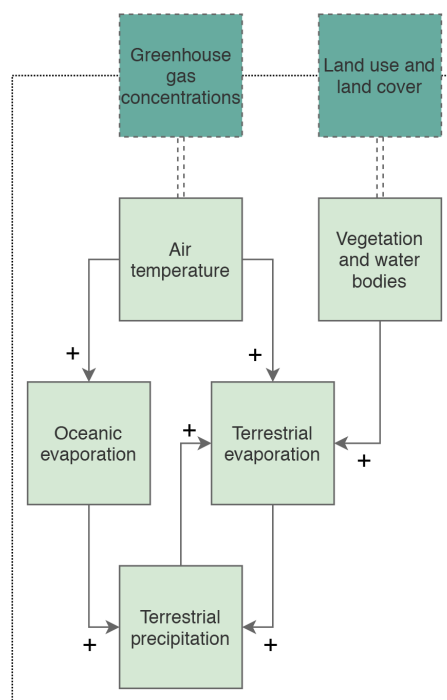 Greenhouse
gas
concentrations
Land use and
land cover
Air
temperature
Vegetation
and water
bodies
+
+
Oceanic
evaporation
+
Terrestrial
evaporation
+
Terrestrial
precipitation
+
+